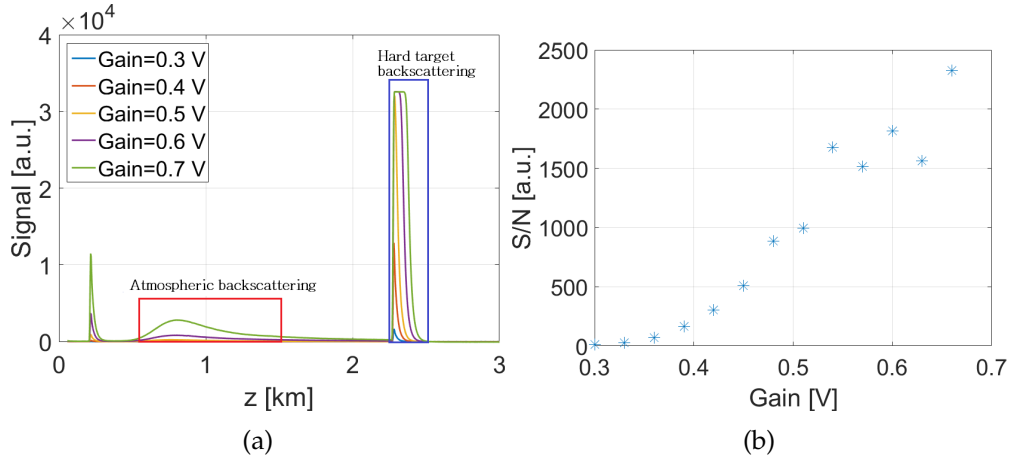 ×10⁴
4
3
2
1
0
Signal [a.u.]
Gain=0.3 V
Gain=0.4 V
Gain=0.5 V
Gain=0.6 V
Gain=0.7 V
Hard target
backscattering
Atmospheric backscattering
0 1 2 3
z [km]
(a)
2500
2000
1500
1000
500
0
S/N [a.u.]
0.3 0.4 0.5 0.6 0.7
Gain [V]
(b)